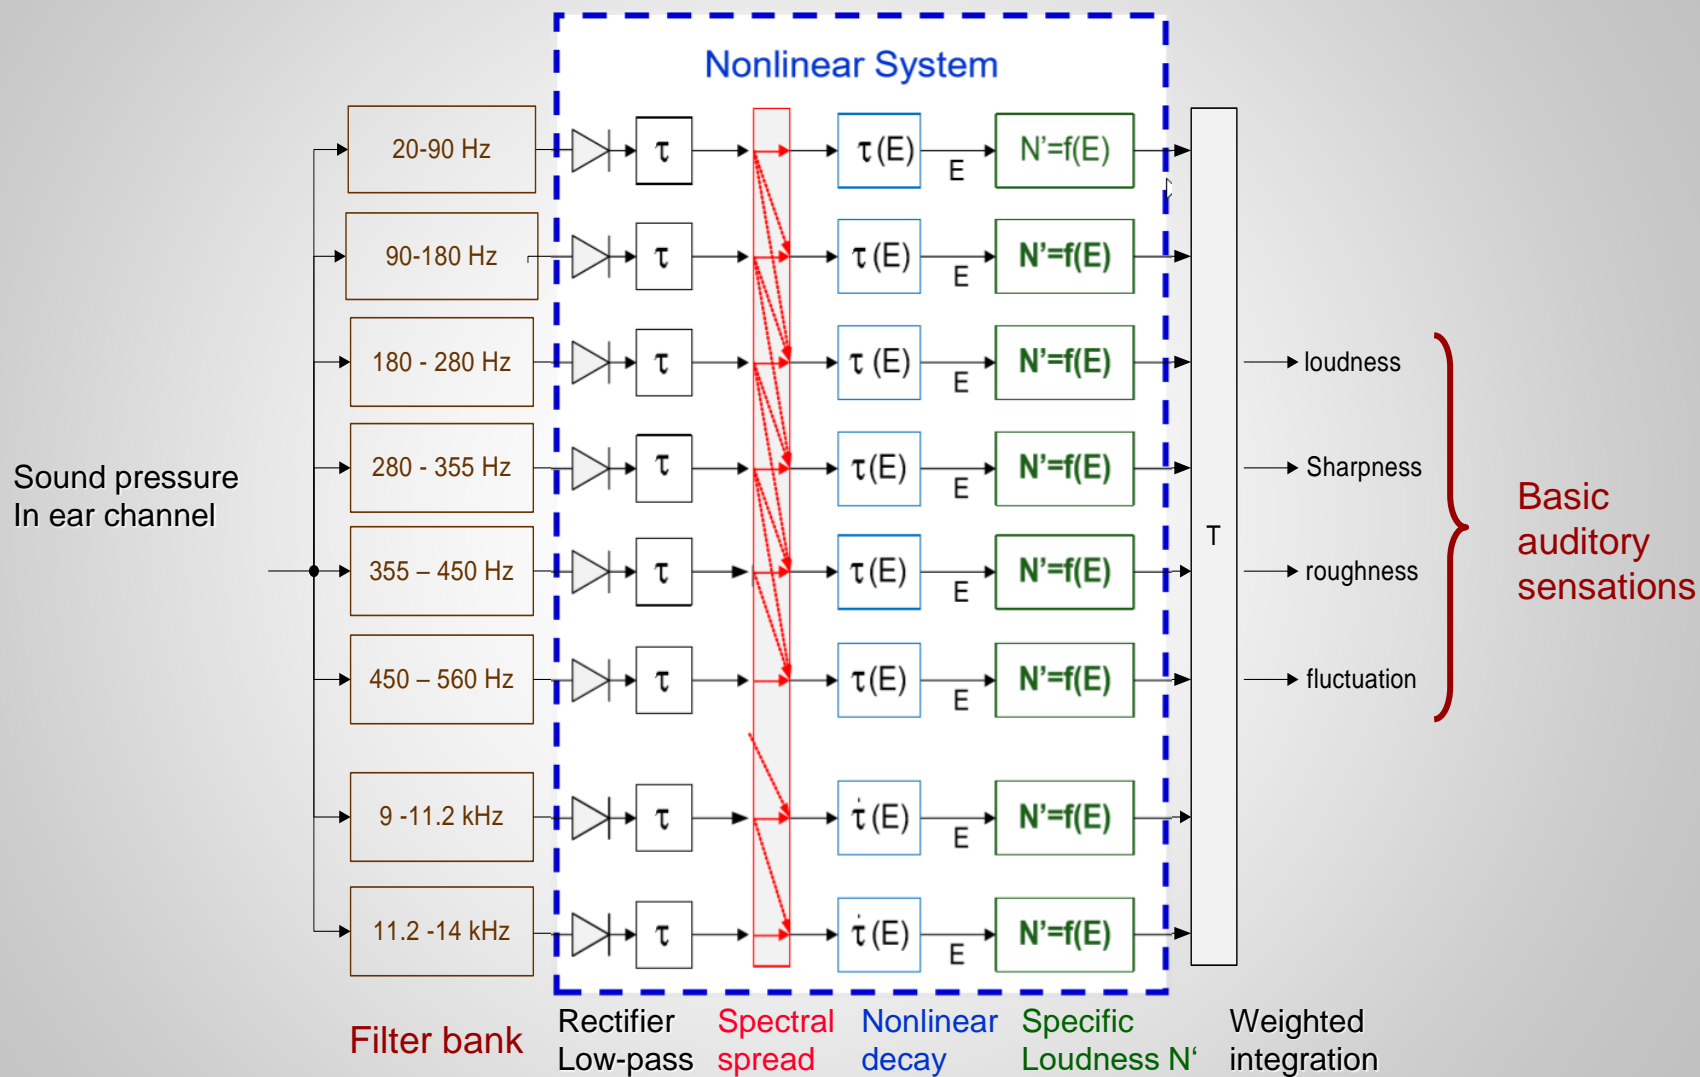 Nonlinear System
20-90 Hz
τ
τ(E)
E
N’=f(E)
90-180 Hz
τ
τ(E)
E
N’=f(E)
180 - 280 Hz
τ
τ(E)
E
N’=f(E)
loudness
280 - 355 Hz
τ
τ(E)
E
N’=f(E)
Sharpness
Sound pressure
In ear channel
355 – 450 Hz
τ
τ(E)
E
N’=f(E)
T
roughness
Basic
auditory
sensations
450 – 560 Hz
τ
τ(E)
E
N’=f(E)
fluctuation
9 -11.2 kHz
τ
τ(E)
E
N’=f(E)
11.2 -14 kHz
τ
τ(E)
E
N’=f(E)
Filter bank
Rectifier
Low-pass
Spectral
spread
Nonlinear
decay
Specific
Loudness N‘
Weighted
integration